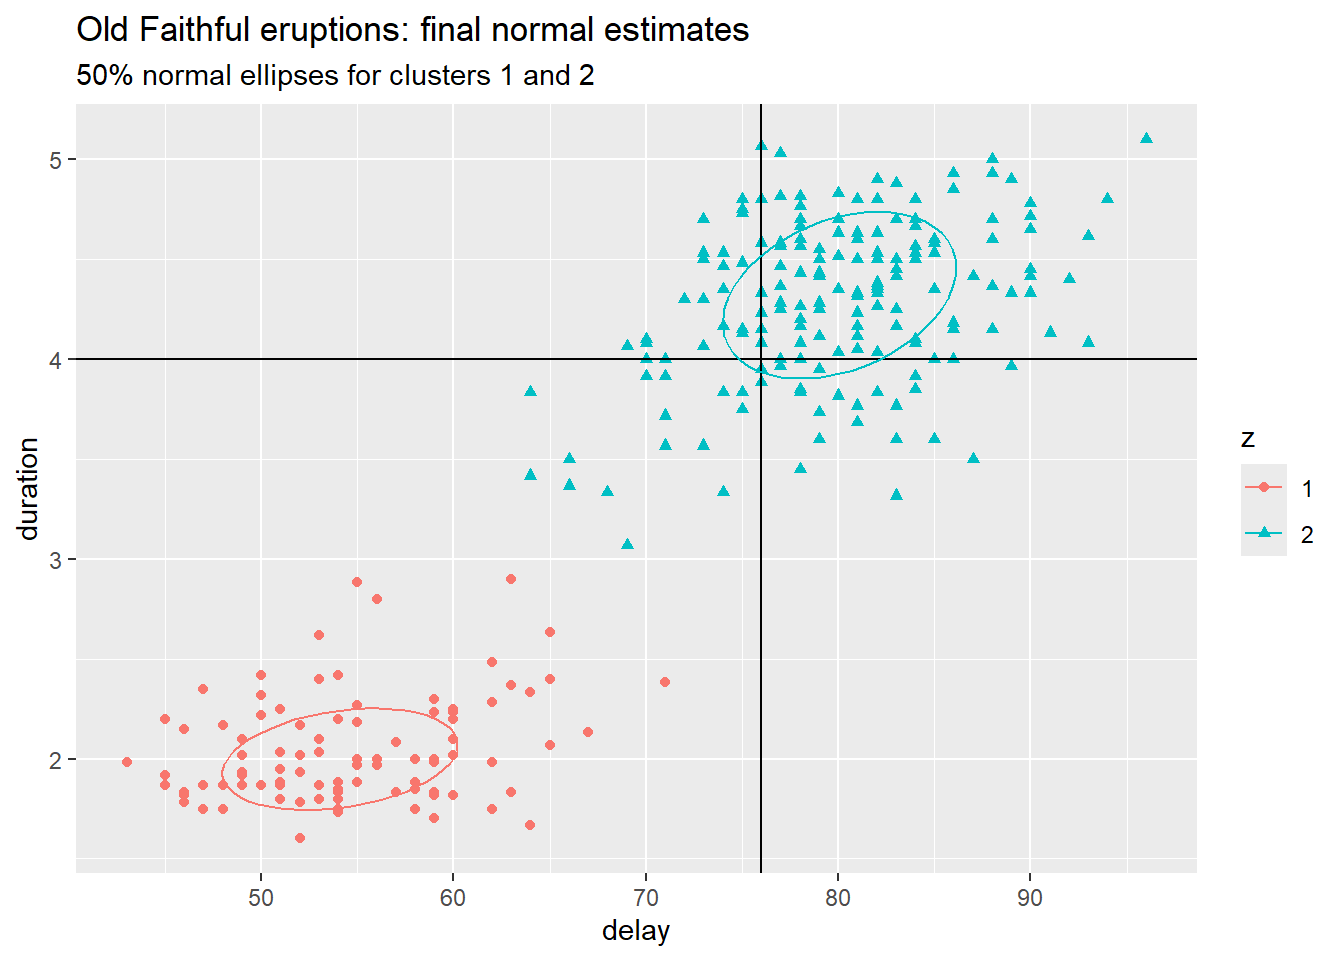 Old Faithful eruptions: final normal estimates
50% normal ellipses for clusters 1 and 2
5
4
3
2
duration
50 60 70 80 90
delay
z
1
2